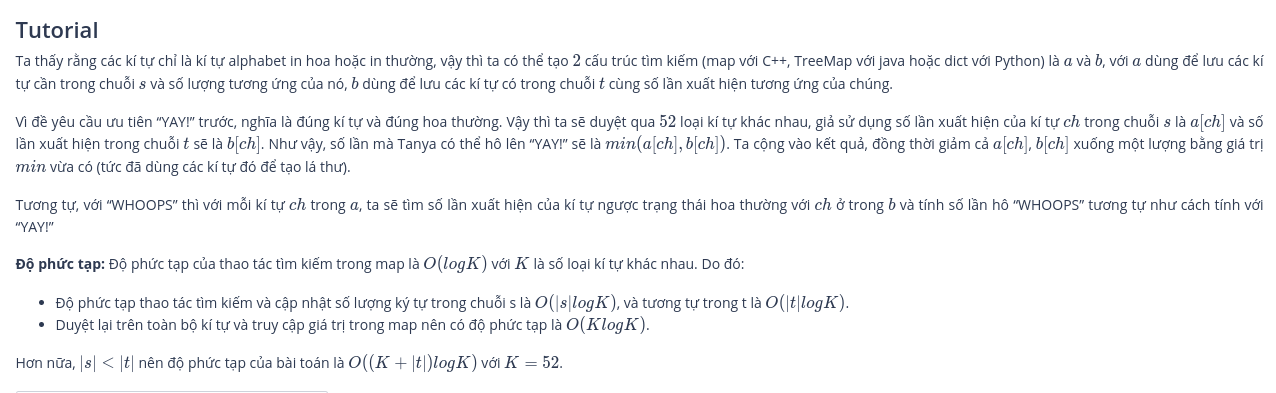 Tutorial
Ta thấy rằng các kí tự chỉ là kí tự alphabet in hoa hoặc in thường, vậy thì ta có thể tạo 2 cấu trúc tìm kiếm (map với C++, TreeMap với java hoặc dict với Python) là a và b, với a dùng để lưu các kí
tự cần trong chuỗi s và số lượng tương ứng của nó, b dùng để lưu các kí tự có trong chuỗi t cùng số lần xuất hiện tương ứng của chúng.
Vì đề yêu cầu ưu tiên “YAY!” trước, nghĩa là đúng kí tự và đúng hoa thường. Vậy thì ta sẽ duyệt qua 52 loại kí tự khác nhau, giả sử dụng số lần xuất hiện của kí tự ch trong chuỗi s là a[ch] và số
lần xuất hiện trong chuỗi t sẽ là b[ch]. Như vậy, số lần mà Tanya có thể hô lên “YAY!” sẽ là min(a[ch], b[ch]). Ta cộng vào kết quả, đồng thời giảm cả a[ch], b[ch] xuống một lượng bằng giá trị
min vừa có (tức đã dùng các kí tự đó để tạo lá thư).
Tương tự, với “WHOOPS” thì với mỗi kí tự ch trong a, ta sẽ tìm số lần xuất hiện của kí tự ngược trạng thái hoa thường với ch ở trong b và tính số lần hô “WHOOPS” tương tự như cách tính với
“YAY!”
Độ phức tạp: Độ phức tạp của thao tác tìm kiếm trong map là O(logK) với K là số loại kí tự khác nhau. Do đó:
• Độ phức tạp thao tác tìm kiếm và cập nhật số lượng ký tự trong chuỗi s là O(|s|logK), và tương tự trong t là O(|t|logK).
• Duyệt lại trên toàn bộ kí tự và truy cập giá trị trong map nên có độ phức tạp là O(KlogK).
Hơn nữa, |s| < |t| nên độ phức tạp của bài toán là O((K + |t|)logK) với K = 52.